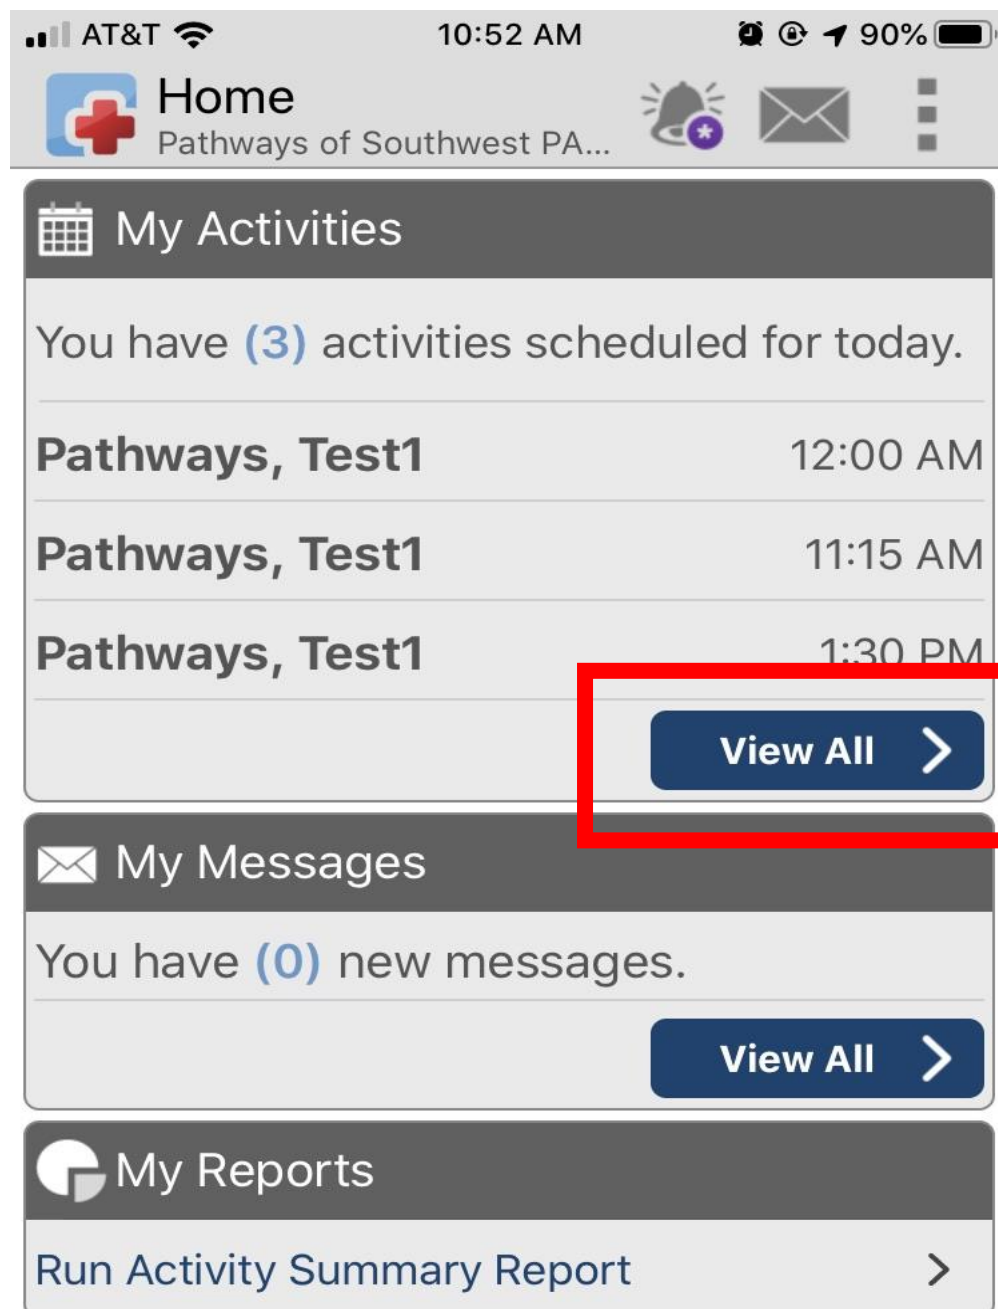 AT&T 10:52 AM 90%
Home
Pathways of Southwest PA...
My Activities
You have (3) activities scheduled for today.
Pathways, Test1 12:00 AM
Pathways, Test1 11:15 AM
Pathways, Test1 1:30 PM
View All
My Messages
You have (0) new messages.
View All
My Reports
Run Activity Summary Report